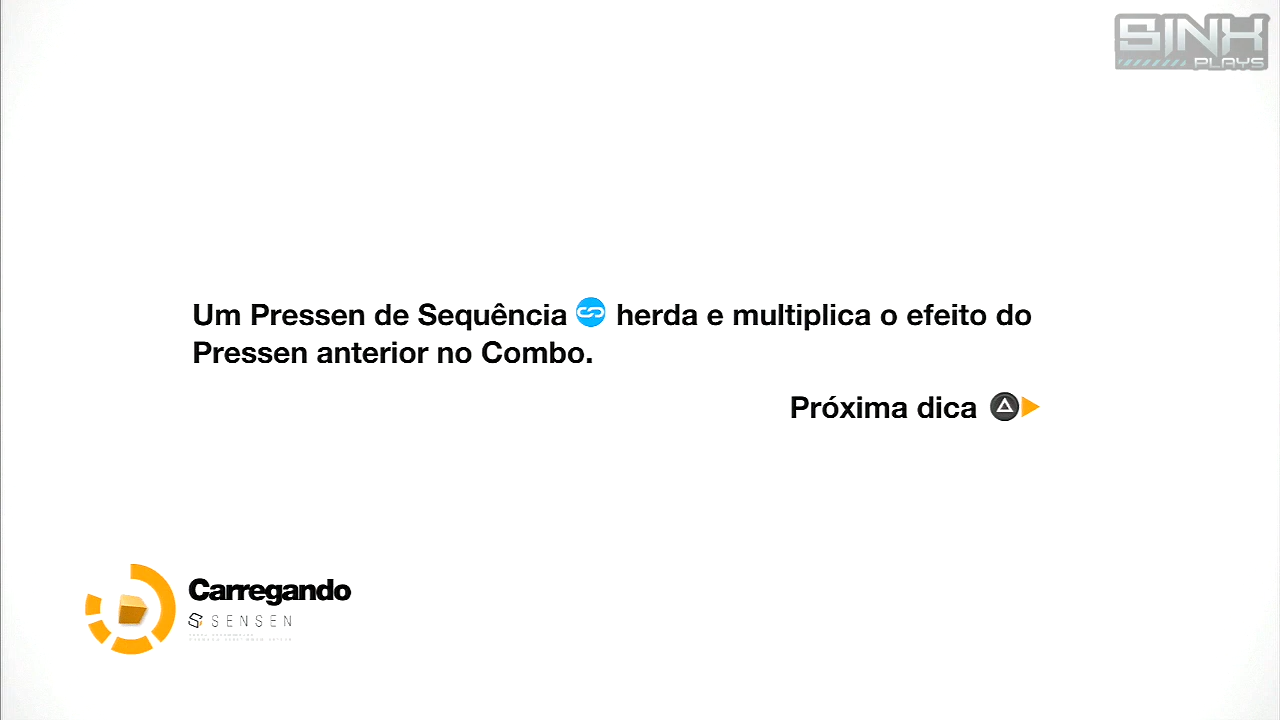 SINX
PLAYS
Um Pressen de Sequência herda e multiplica o efeito do
Pressen anterior no Combo.
Próxima dica
Carregando
SENSEN